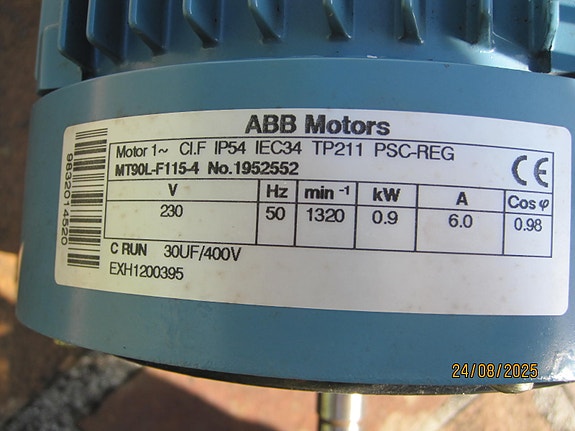 ABB Motors
Motor 1~ Cl.F IP54 IEC34 TP211 PSC-REG
MT90L-F115-4 No.1952552
CE
V Hz min -1 kW A Cos φ
230 50 1320 0.9 6.0 0.98
C RUN 30UF/400V
EXH1200395
9832014520
24/08/2025